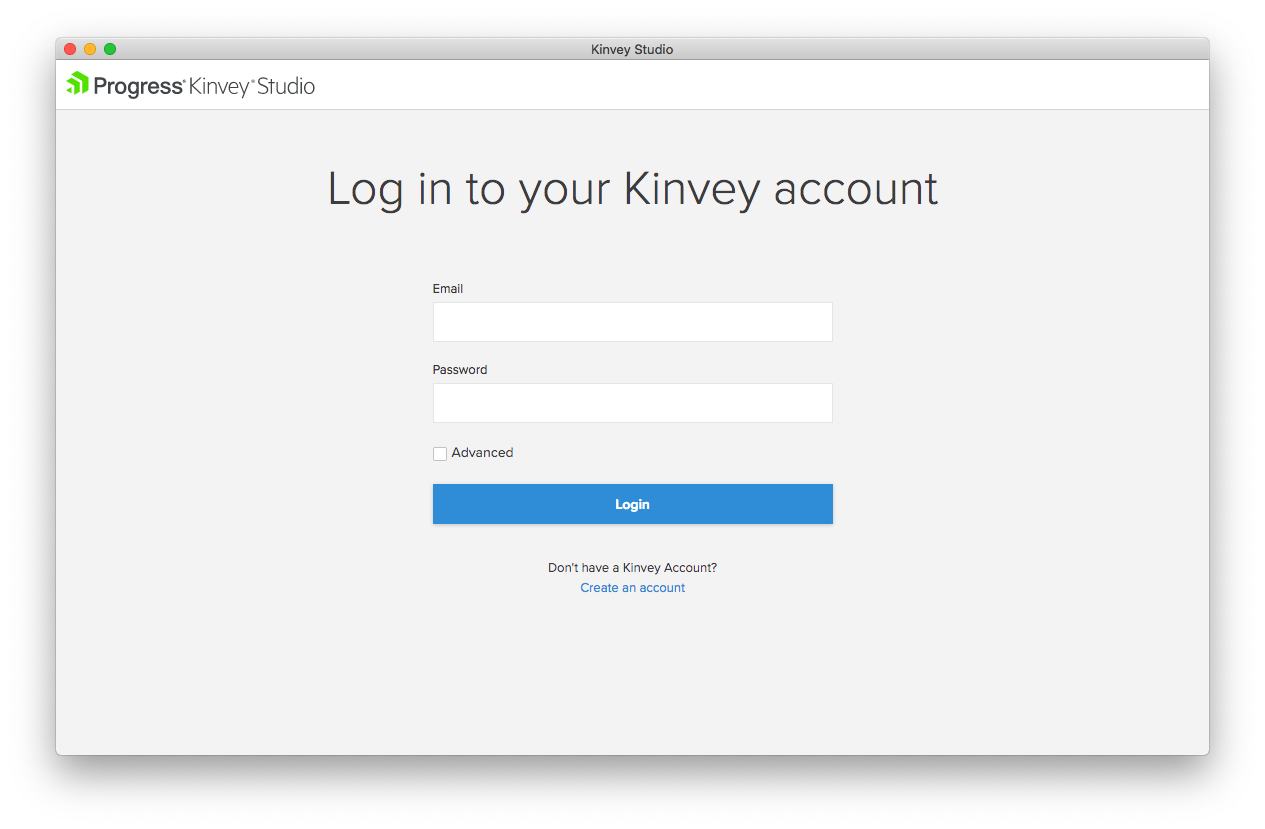 Kinvey Studio
Progress® Kinvey® Studio
Log in to your Kinvey account
Email
Password
Advanced
Login
Don't have a Kinvey Account?
Create an account